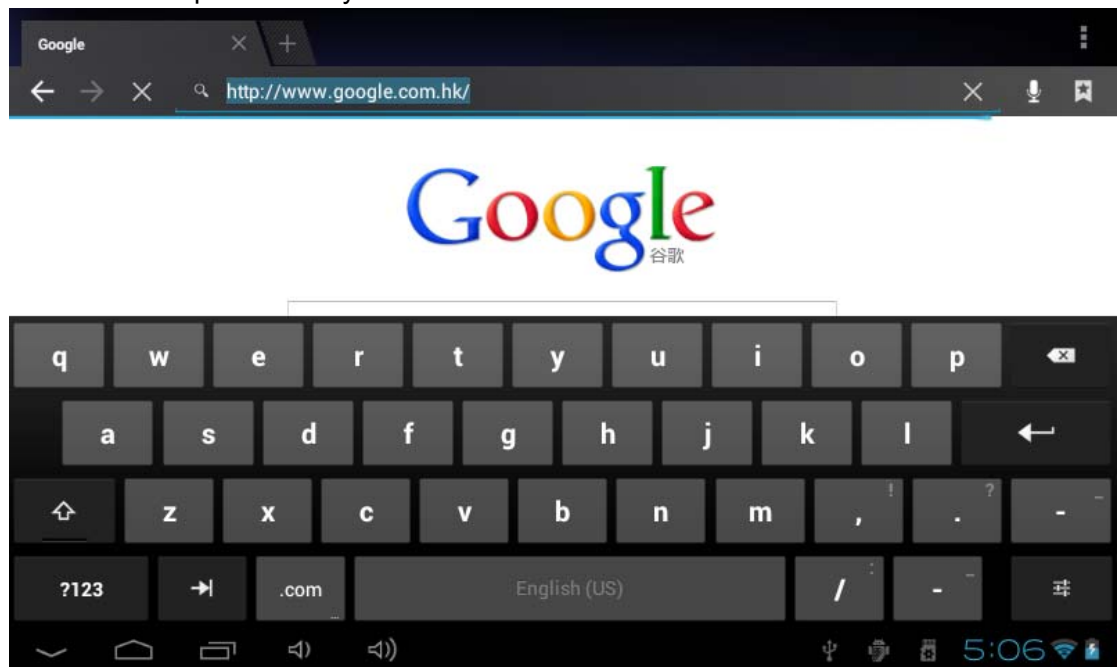 Google
http://www.google.com.hk/
Google
谷歌
q w e r t y u i o p
a s d f g h j k l
z x c v b n m , ! . ? - _
?123 .com ... English (US) / : - _
5:06